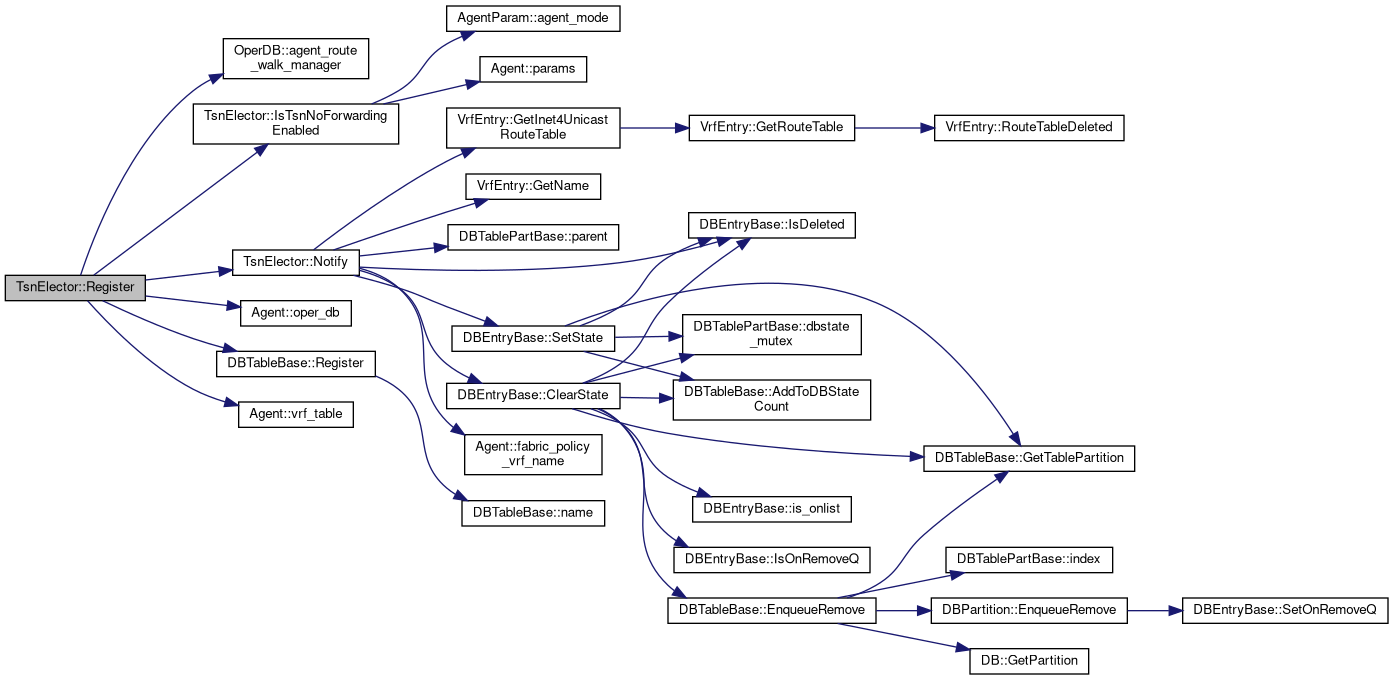 AgentParam::agent_mode
OperDB::agent_route
_walk_manager
Agent::params
TsnElector::IsTsnNoForwarding
Enabled
VrfEntry::GetInet4Unicast
RouteTable
VrfEntry::GetRouteTable
VrfEntry::RouteTableDeleted
VrfEntry::GetName
DBTablePartBase::parent
DBEntryBase::IsDeleted
TsnElector::Notify
TsnElector::Register
Agent::oper_db
DBEntryBase::SetState
DBTablePartBase::dbstate
_mutex
DBTableBase::Register
DBEntryBase::ClearState
DBTableBase::AddToDBState
Count
Agent::vrf_table
Agent::fabric_policy
_vrf_name
DBTableBase::GetTablePartition
DBTableBase::name
DBEntryBase::is_onlist
DBEntryBase::IsOnRemoveQ
DBTablePartBase::index
DBTableBase::EnqueueRemove
DBPartition::EnqueueRemove
DBEntryBase::SetOnRemoveQ
DB::GetPartition